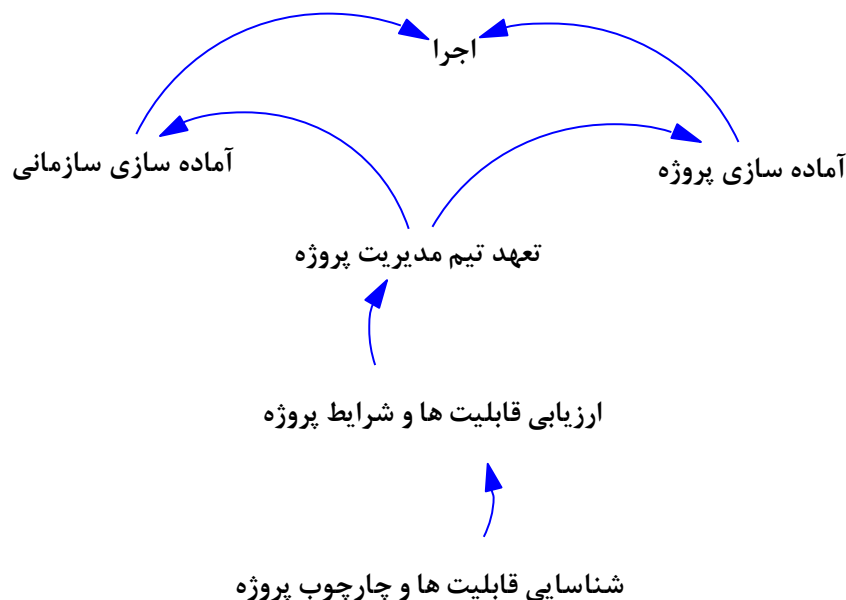 اجرا
آماده سازی پروژه
آماده سازی سازمانی
تعهد تیم مدیریت پروژه
ارزیابی قابلیت ها و شرایط پروژه
شناسایی قابلیت ها و چارچوب پروژه